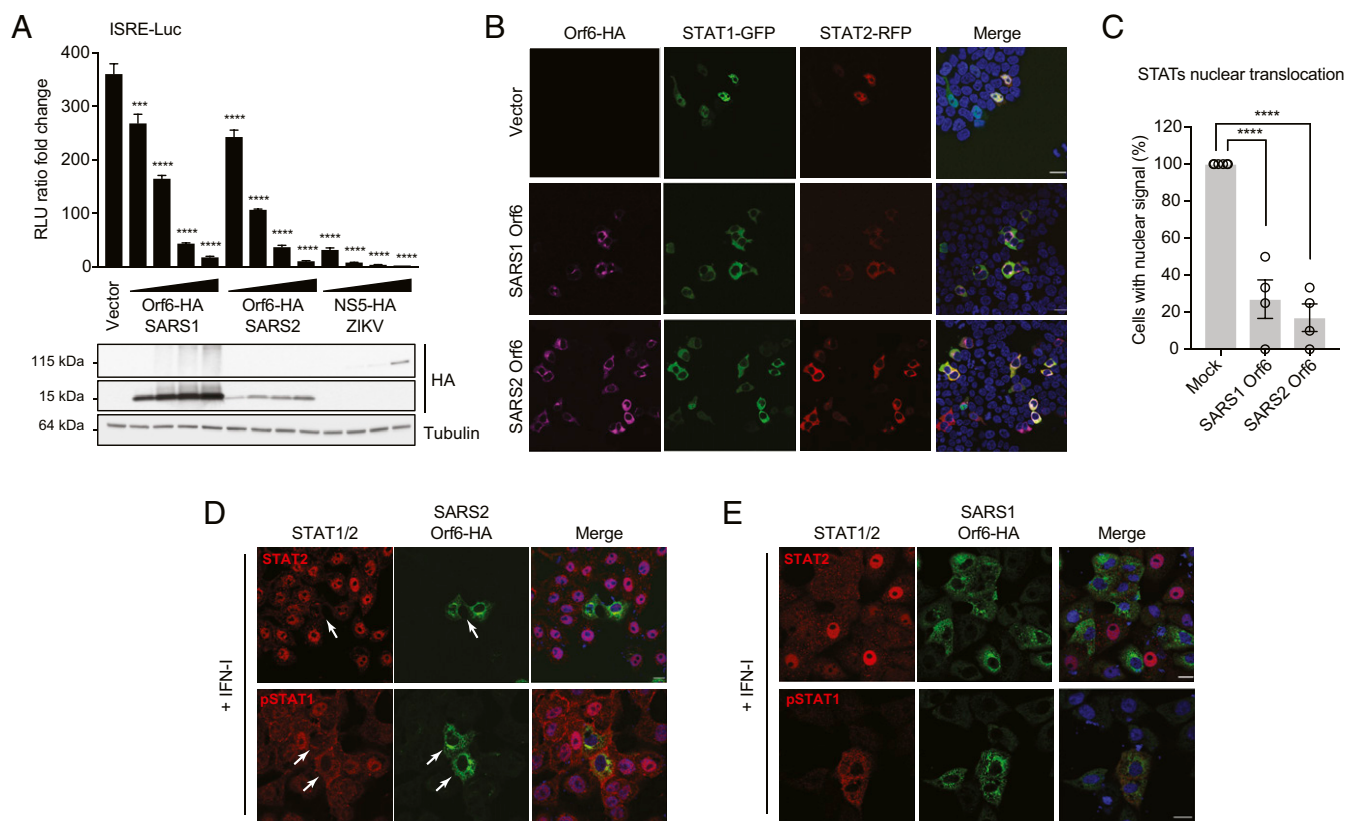 A
ISRE-Luc
RLU ratio fold change
400
300
200
100
0
***
****
****
****
****
****
****
****
****
****
****
****
Vector
Orf6-HA
SARS1
Orf6-HA
SARS2
NS5-HA
ZIKV
115 kDa
15 kDa
HA
64 kDa
Tubulin
B
Orf6-HA
STAT1-GFP
STAT2-RFP
Merge
Vector
SARS1 Orf6
SARS2 Orf6
C
STATs nuclear translocation
Cells with nuclear signal (%)
120
100
80
60
40
20
0
****
****
Mock
SARS1 Orf6
SARS2 Orf6
D
STAT1/2
SARS2
Orf6-HA
Merge
+ IFN-I
STAT2
pSTAT1
E
STAT1/2
SARS1
Orf6-HA
Merge
+ IFN-I
STAT2
pSTAT1